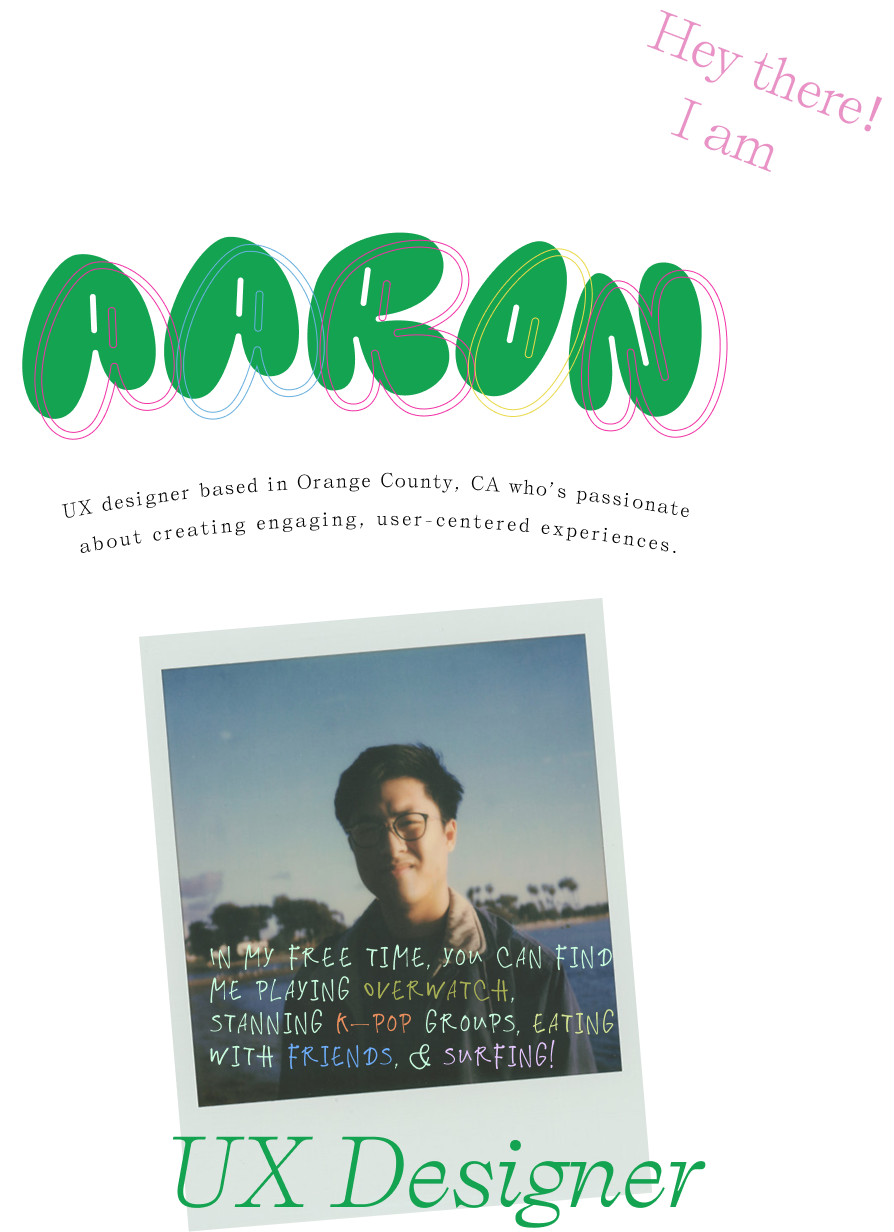 Hey there!
I am
AARON
UX designer based in Orange County, CA who's passionate
about creating engaging, user-centered experiences.
IN MY FREE TIME, YOU CAN FIND
ME PLAYING OVERWATCH,
STANNING K-POP GROUPS, EATING
WITH FRIENDS, & SURFING!
UX Designer